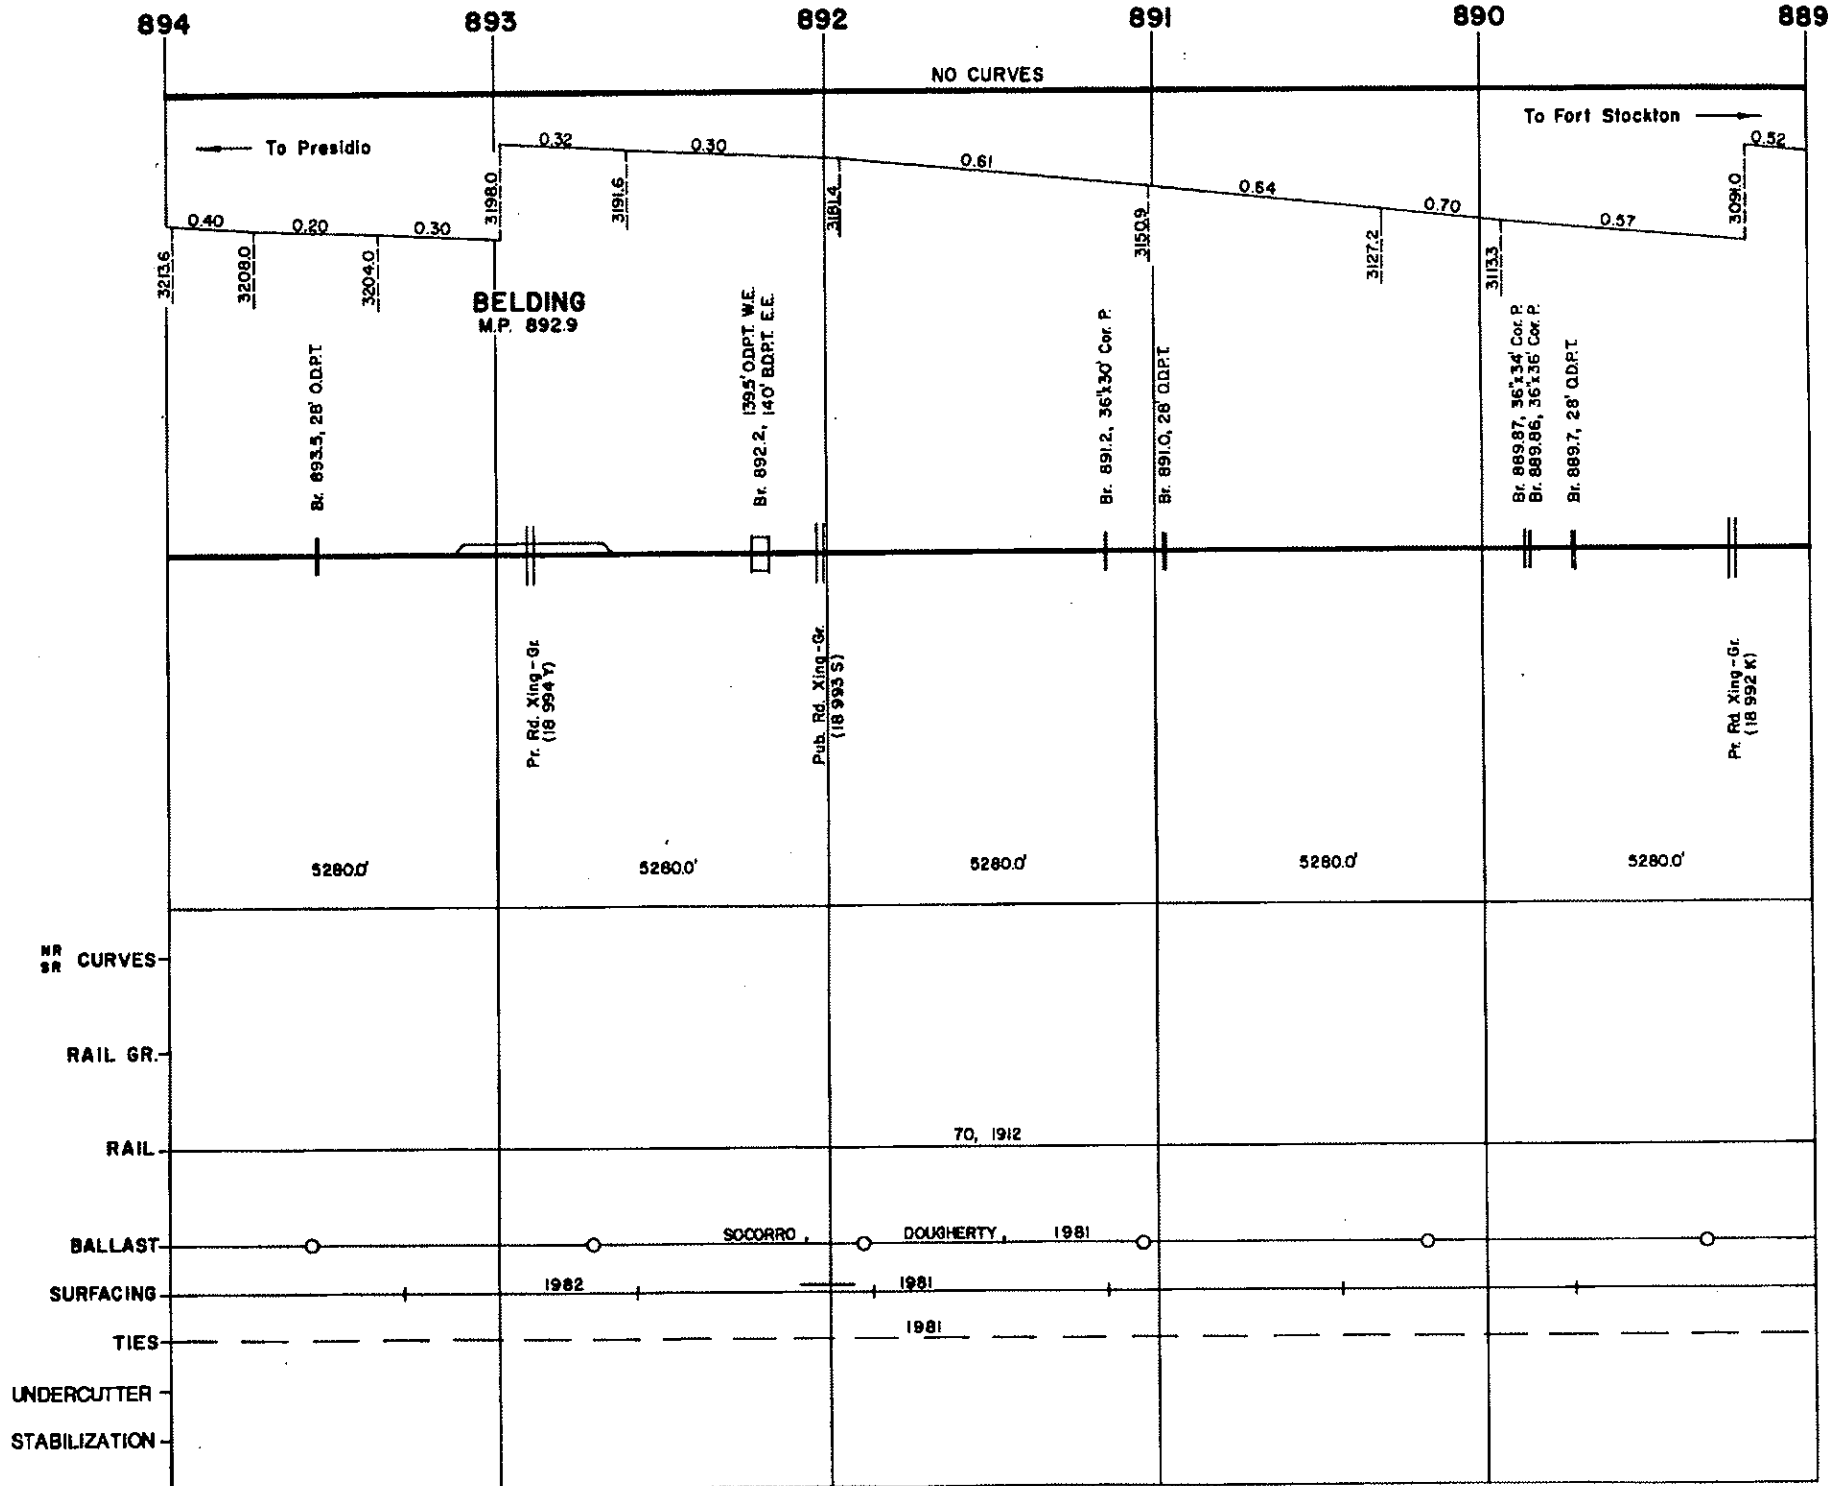 894 893 892 891 890 889
NO CURVES
To Presidio
To Fort Stockton
0.40 0.20 0.30 0.32 0.30 0.61 0.64 0.70 0.57 0.52
3213.6
3208.0
3204.0
3198.0
3191.6
3181.4
3150.9
3127.2
3113.3
3091.0
BELDING
M.P. 892.9
Br. 893.5, 28' O.D.P.T.
139.5' O.D.P.T. W.E.
Br. 892.2, 140' B.D.P.T. E.E.
Br. 891.2, 36"x30' Cor. P.
Br. 891.0, 28' O.D.P.T.
Br. 889.87, 36"x34' Cor. P.
Br. 889.86, 36"x36' Cor. P.
Br. 889.7, 28' O.D.P.T.
Pr. Rd. Xing-Gr.
(18 994 Y)
Pub. Rd. Xing-Gr.
(18 993 S)
Pr. Rd. Xing-Gr.
(18 992 K)
5280.0' 5280.0' 5280.0' 5280.0' 5280.0'
NR
SR CURVES
RAIL GR.
RAIL 70, 1912
BALLAST SOCORRO, DOUGHERTY, 1981
SURFACING 1982 1981
TIES 1981
UNDERCUTTER
STABILIZATION